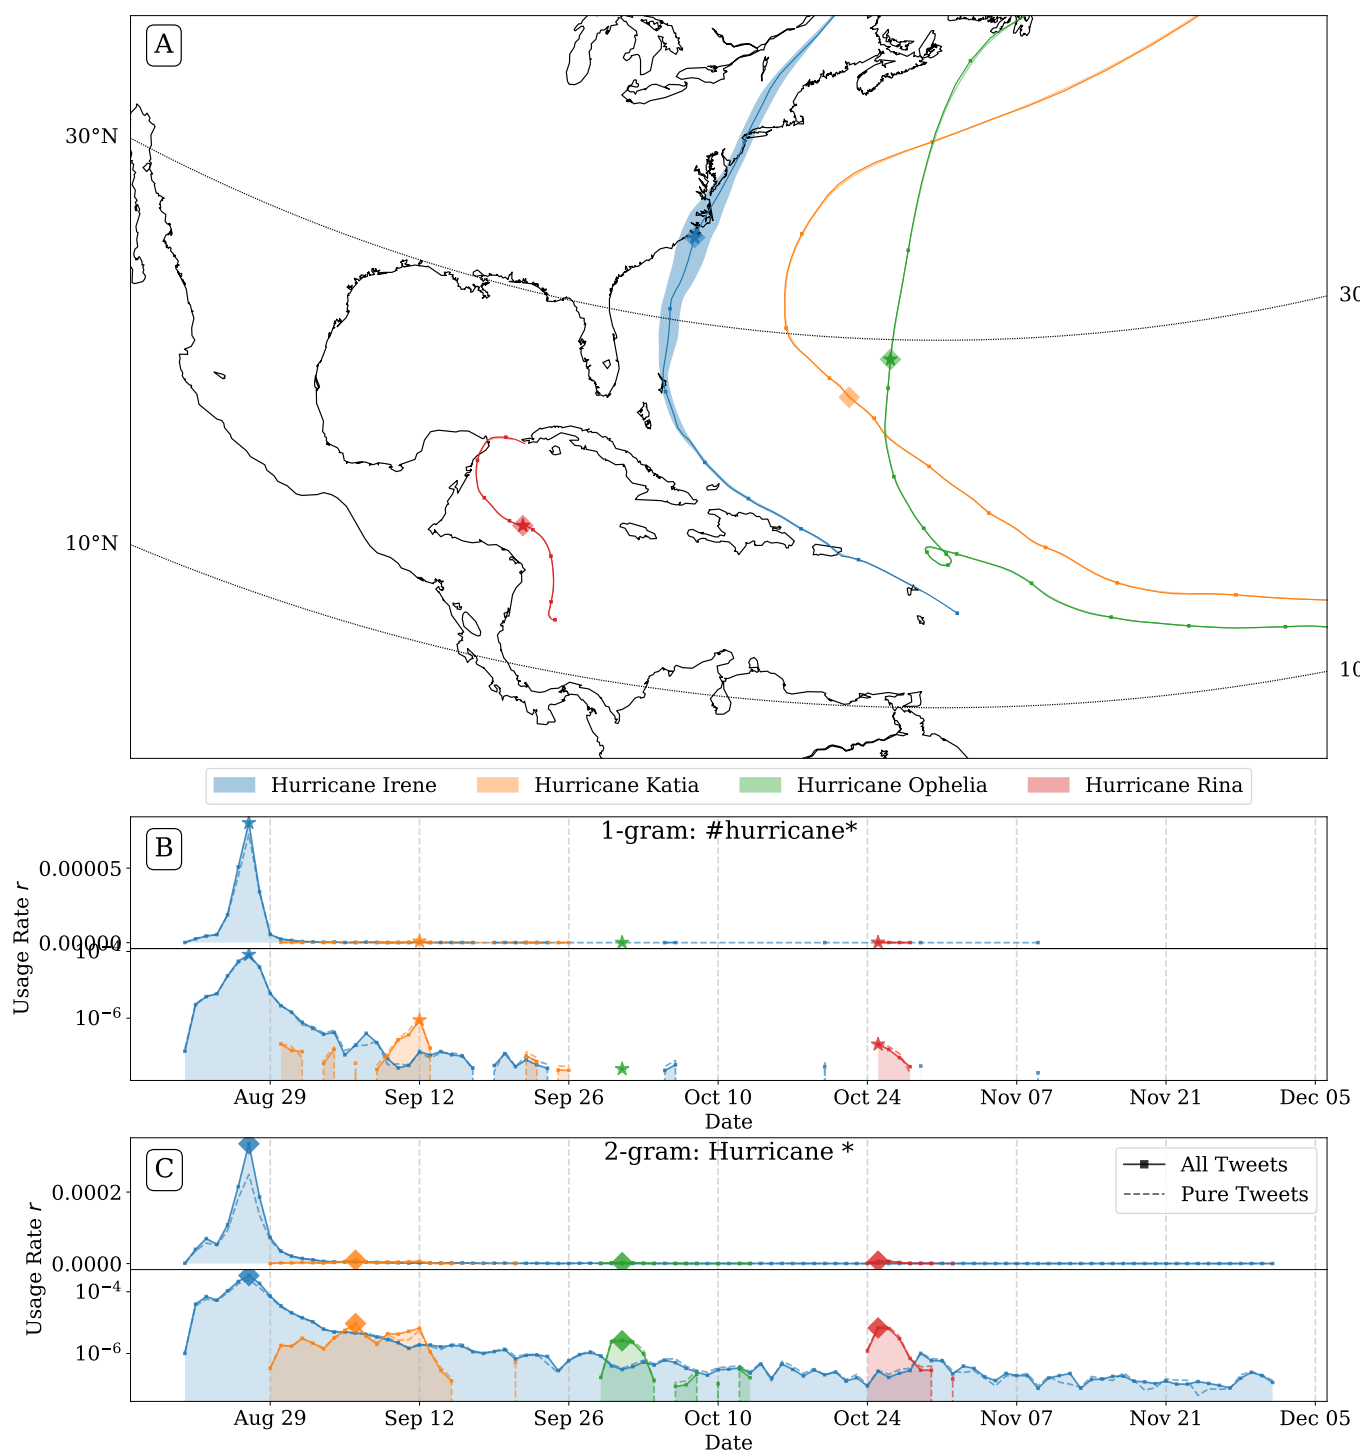 A
30°N
30
10°N
10
Hurricane Irene
Hurricane Katia
Hurricane Ophelia
Hurricane Rina
B
1-gram: #hurricane*
0.00005
0.00000
Usage Rate r
10⁻⁴
10⁻⁶
Aug 29
Sep 12
Sep 26
Oct 10
Oct 24
Nov 07
Nov 21
Dec 05
Date
C
2-gram: Hurricane *
All Tweets
Pure Tweets
0.0002
0.0000
Usage Rate r
10⁻⁴
10⁻⁶
Aug 29
Sep 12
Sep 26
Oct 10
Oct 24
Nov 07
Nov 21
Dec 05
Date